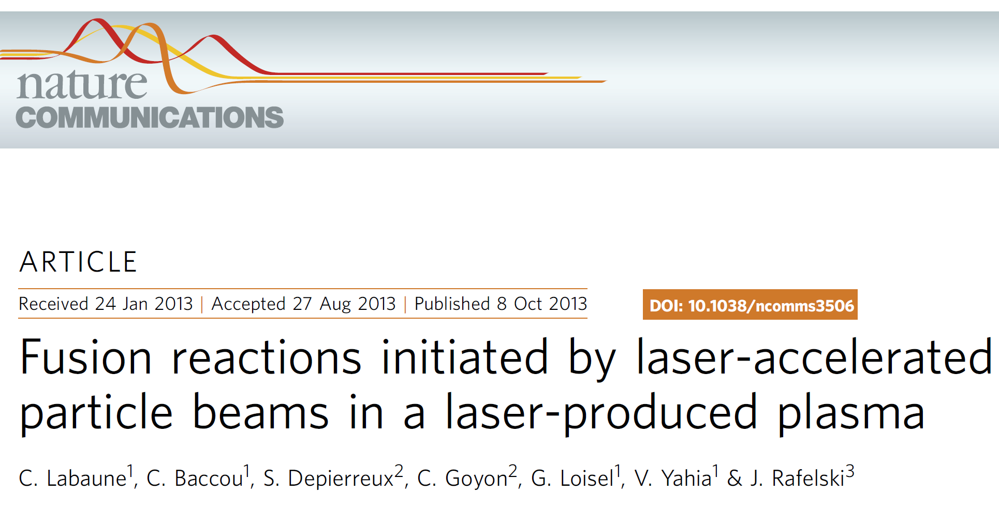 nature
COMMUNICATIONS
ARTICLE
Received 24 Jan 2013 | Accepted 27 Aug 2013 | Published 8 Oct 2013
DOI: 10.1038/ncomms3506
Fusion reactions initiated by laser-accelerated
particle beams in a laser-produced plasma
C. Labaune¹, C. Baccou¹, S. Depierreux², C. Goyon², G. Loisel¹, V. Yahia¹ & J. Rafelski³